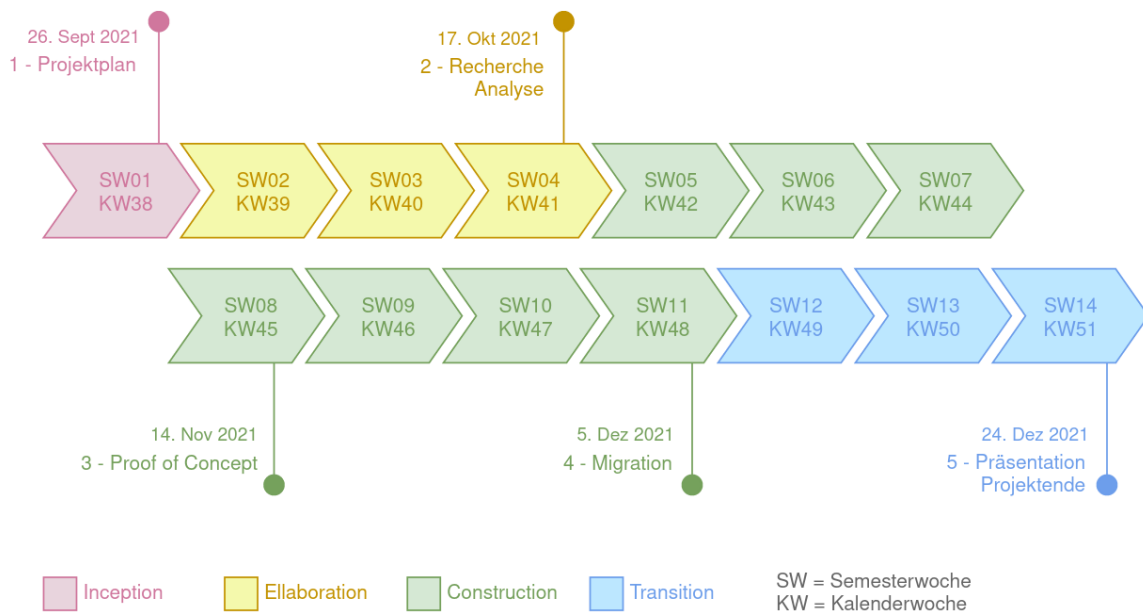 26. Sept 2021
1 - Projektplan
17. Okt 2021
2 - Recherche
Analyse
SW01
KW38
SW02
KW39
SW03
KW40
SW04
KW41
SW05
KW42
SW06
KW43
SW07
KW44
SW08
KW45
SW09
KW46
SW10
KW47
SW11
KW48
SW12
KW49
SW13
KW50
SW14
KW51
14. Nov 2021
3 - Proof of Concept
5. Dez 2021
4 - Migration
24. Dez 2021
5 - Präsentation
Projektende
Inception
Ellaboration
Construction
Transition
SW = Semesterwoche
KW = Kalenderwoche